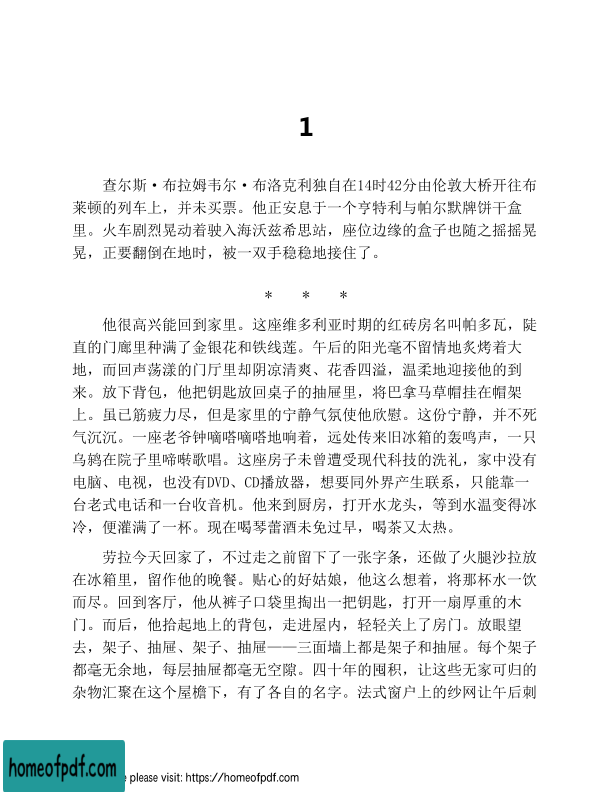 1
查尔斯·布拉姆韦尔·布洛克利独自在14时42分由伦敦大桥开往布
莱顿的列车上，并未买票。他正安息于一个亨特利与帕尔默牌饼干盒
里。火车剧烈晃动着驶入海沃兹希思站，座位边缘的盒子也随之摇摇晃
晃，正要翻倒在地时，被一双手稳稳地接住了。
* * *
他很高兴能回到家里。这座维多利亚时期的红砖房名叫帕多瓦，陡
直的门廊里种满了金银花和铁线莲。午后的阳光毫不留情地炙烤着大
地，而回声荡漾的门厅里却阴凉清爽、花香四溢，温柔地迎接他的到
来。放下背包，他把钥匙放回桌子的抽屉里，将巴拿马草帽挂在帽架
上。虽已筋疲力尽，但是家里的宁静气氛使他欣慰。这份宁静，并不死
气沉沉。一座老爷钟嘀嗒嘀嗒地响着，远处传来旧冰箱的轰鸣声，一只
乌鸫在院子里啼啭歌唱。这座房子未曾遭受现代科技的洗礼，家中没有
电脑、电视，也没有DVD、CD播放器，想要同外界产生联系，只能靠一
台老式电话和一台收音机。他来到厨房，打开水龙头，等到水温变得冰
冷，便灌满了一杯。现在喝琴蕾酒未免过早，喝茶又太热。
劳拉今天回家了，不过走之前留下了一张字条，还做了火腿沙拉放
在冰箱里，留作他的晚餐。贴心的好姑娘，他这么想着，将那杯水一饮
而尽。回到客厅，他从裤子口袋里掏出一把钥匙，打开一扇厚重的木
门。而后，他拾起地上的背包，走进屋内，轻轻关上了房门。放眼望
去，架子、抽屉、架子、抽屉——三面墙上都是架子和抽屉。每个架子
都毫无余地，每层抽屉都毫无空隙。四十年的囤积，让这些无家可归的
杂物汇聚在这个屋檐下，有了各自的名字。法式窗户上的纱网让午后刺
homeofpdf.com
please visit: https://homeofpdf.com